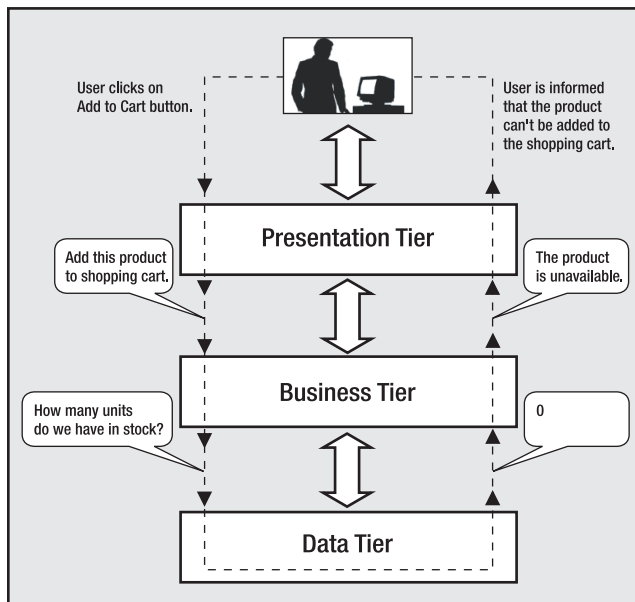 User clicks on
Add to Cart button.
User is informed
that the product
can't be added to
the shopping cart.
Presentation Tier
Add this product
to shopping cart.
The product
is unavailable.
Business Tier
How many units
do we have in stock?
0
Data Tier